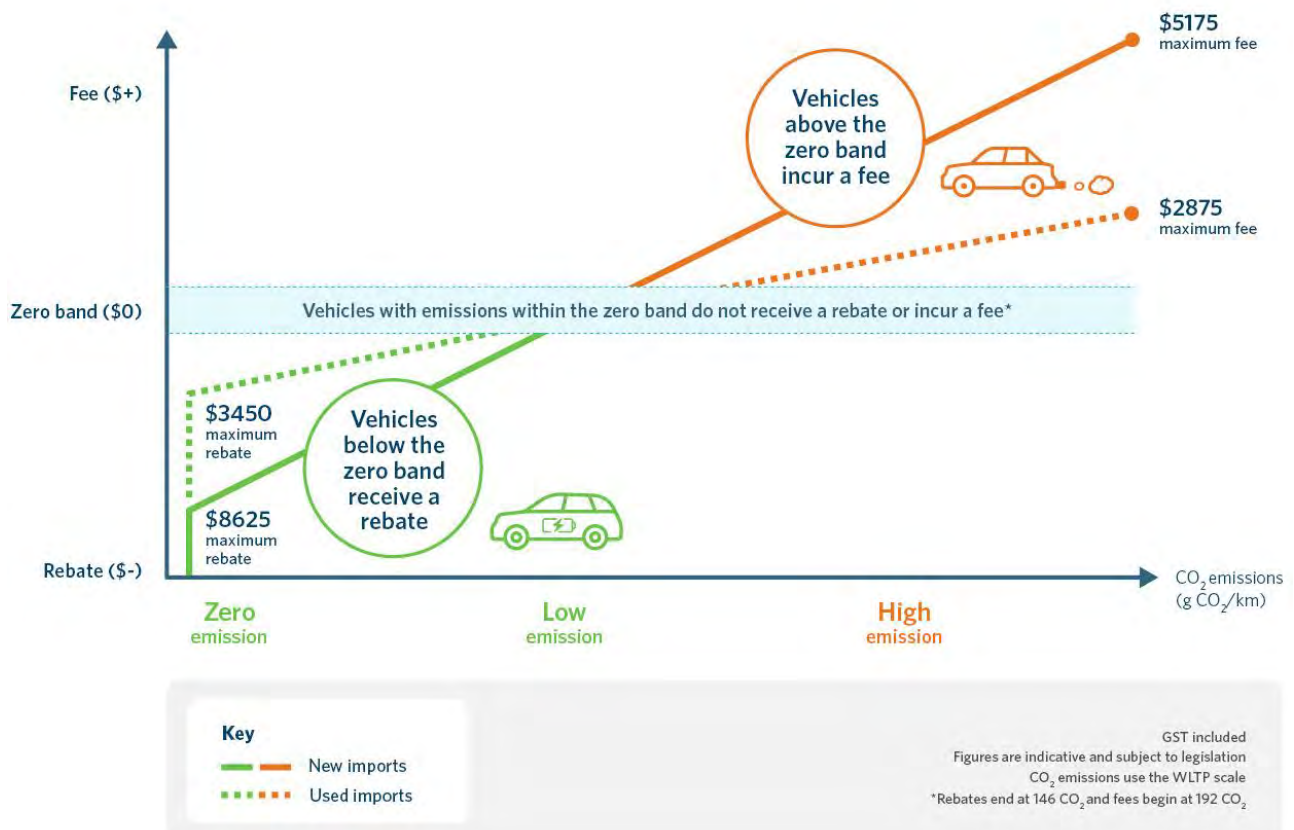 $5175
maximum fee
Fee ($+)
Vehicles
above the
zero band
incur a fee
$2875
maximum fee
Zero band ($0)
Vehicles with emissions within the zero band do not receive a rebate or incur a fee*
$3450
maximum
rebate
Vehicles
below the
zero band
receive a
rebate
$8625
maximum
rebate
Rebate ($-)
CO₂ emissions
(g CO₂/km)
Zero
emission
Low
emission
High
emission
Key
New imports
Used imports
GST included
Figures are indicative and subject to legislation
CO₂ emissions use the WLTP scale
*Rebates end at 146 CO₂ and fees begin at 192 CO₂